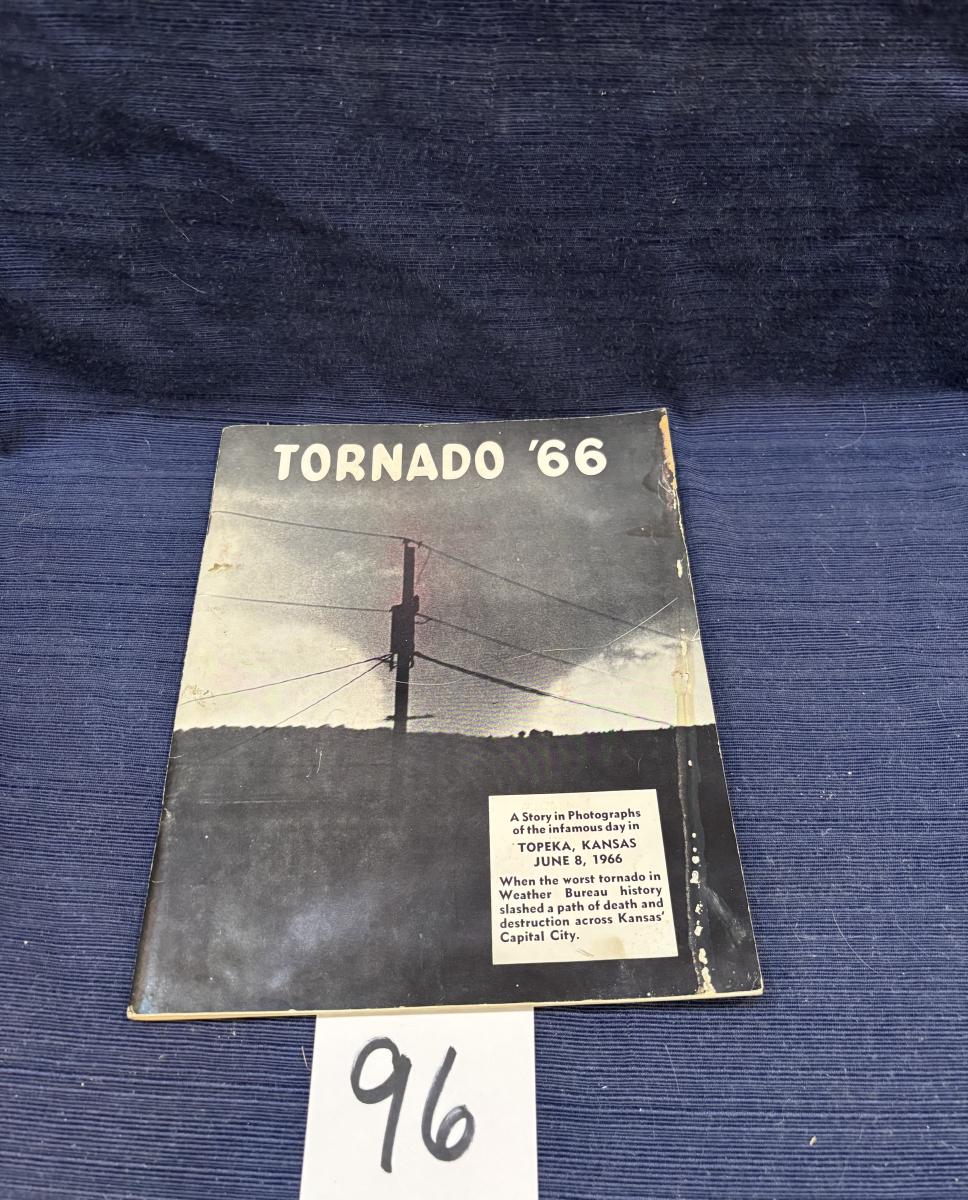 TORNADO '66
A Story in Photographs
of the infamous day in
TOPEKA, KANSAS
JUNE 8, 1966
When the worst tornado in
Weather Bureau history
slashed a path of death and
destruction across Kansas'
Capital City.
96